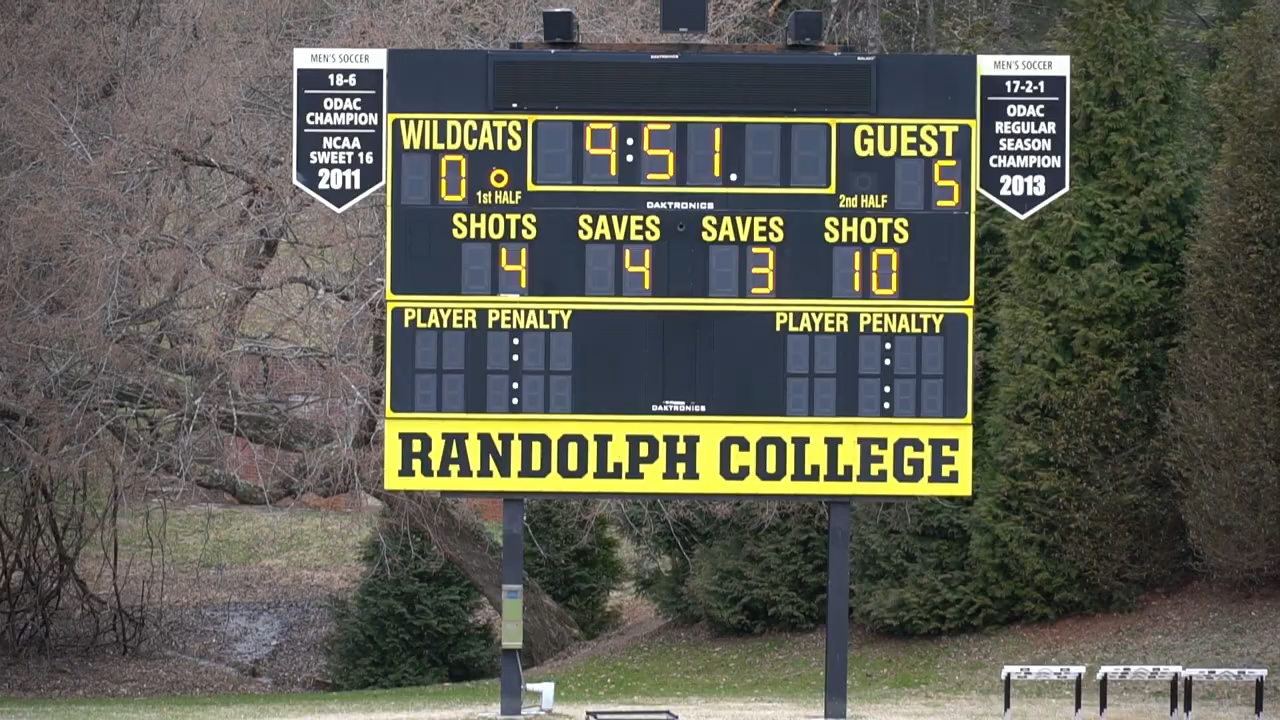 MEN'S SOCCER
18-6
ODAC
CHAMPION
NCAA
SWEET 16
2011
DAKTRONICS
MEN'S SOCCER
17-2-1
ODAC
REGULAR
SEASON
CHAMPION
2013
WILDCATS 9:51. GUEST
0 1st HALF 2nd HALF 5
DAKTRONICS
SHOTS SAVES SAVES SHOTS
4 4 3 10
PLAYER PENALTY PLAYER PENALTY
: :
: :
DAKTRONICS
RANDOLPH COLLEGE